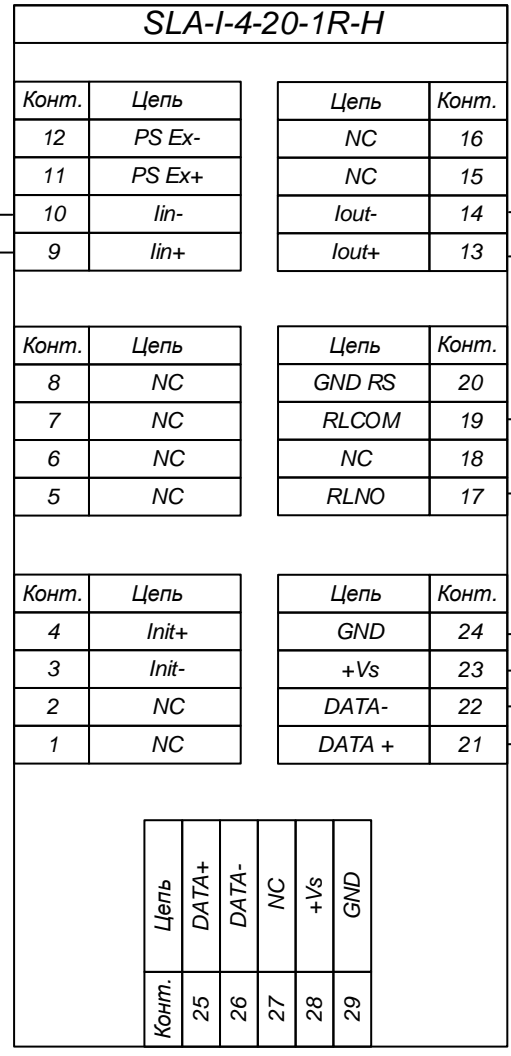 SLA-I-4-20-1R-H
Конт. Цепь
12 PS Ex-
11 PS Ex+
10 Iin-
9 Iin+
Цепь Конт.
NC 16
NC 15
Iout- 14
Iout+ 13
Конт. Цепь
8 NC
7 NC
6 NC
5 NC
Цепь Конт.
GND RS 20
RLCOM 19
NC 18
RLNO 17
Конт. Цепь
4 Init+
3 Init-
2 NC
1 NC
Цепь Конт.
GND 24
+Vs 23
DATA- 22
DATA + 21
Конт. Цепь
25 DATA+
26 DATA-
27 NC
28 +Vs
29 GND